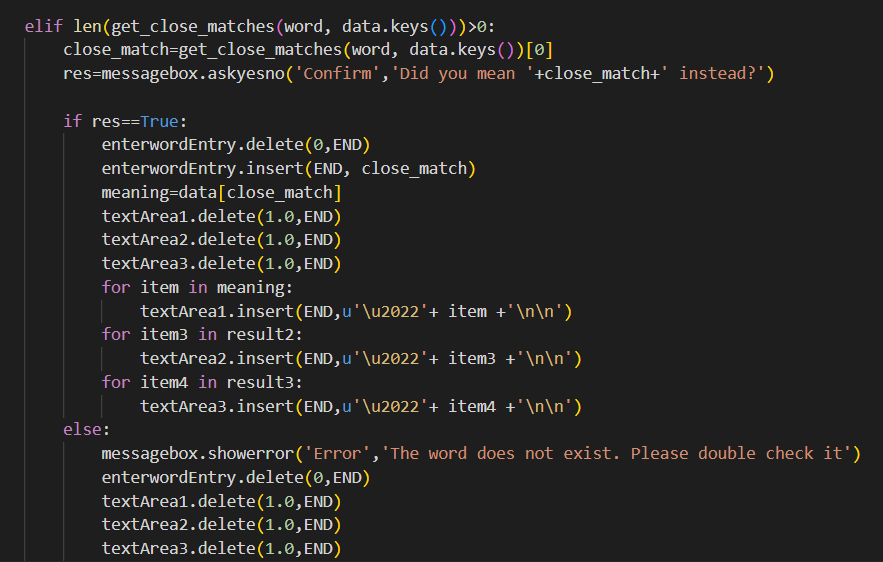 elif len(get_close_matches(word, data.keys()))>0:
    close_match=get_close_matches(word, data.keys())[0]
    res=messagebox.askyesno('Confirm','Did you mean '+close_match+' instead?')

    if res==True:
        enterwordEntry.delete(0,END)
        enterwordEntry.insert(END, close_match)
        meaning=data[close_match]
        textArea1.delete(1.0,END)
        textArea2.delete(1.0,END)
        textArea3.delete(1.0,END)
        for item in meaning:
            textArea1.insert(END,u'\u2022'+ item +'\n\n')
        for item3 in result2:
            textArea2.insert(END,u'\u2022'+ item3 +'\n\n')
        for item4 in result3:
            textArea3.insert(END,u'\u2022'+ item4 +'\n\n')
    else:
        messagebox.showerror('Error','The word does not exist. Please double check it')
        enterwordEntry.delete(0,END)
        textArea1.delete(1.0,END)
        textArea2.delete(1.0,END)
        textArea3.delete(1.0,END)